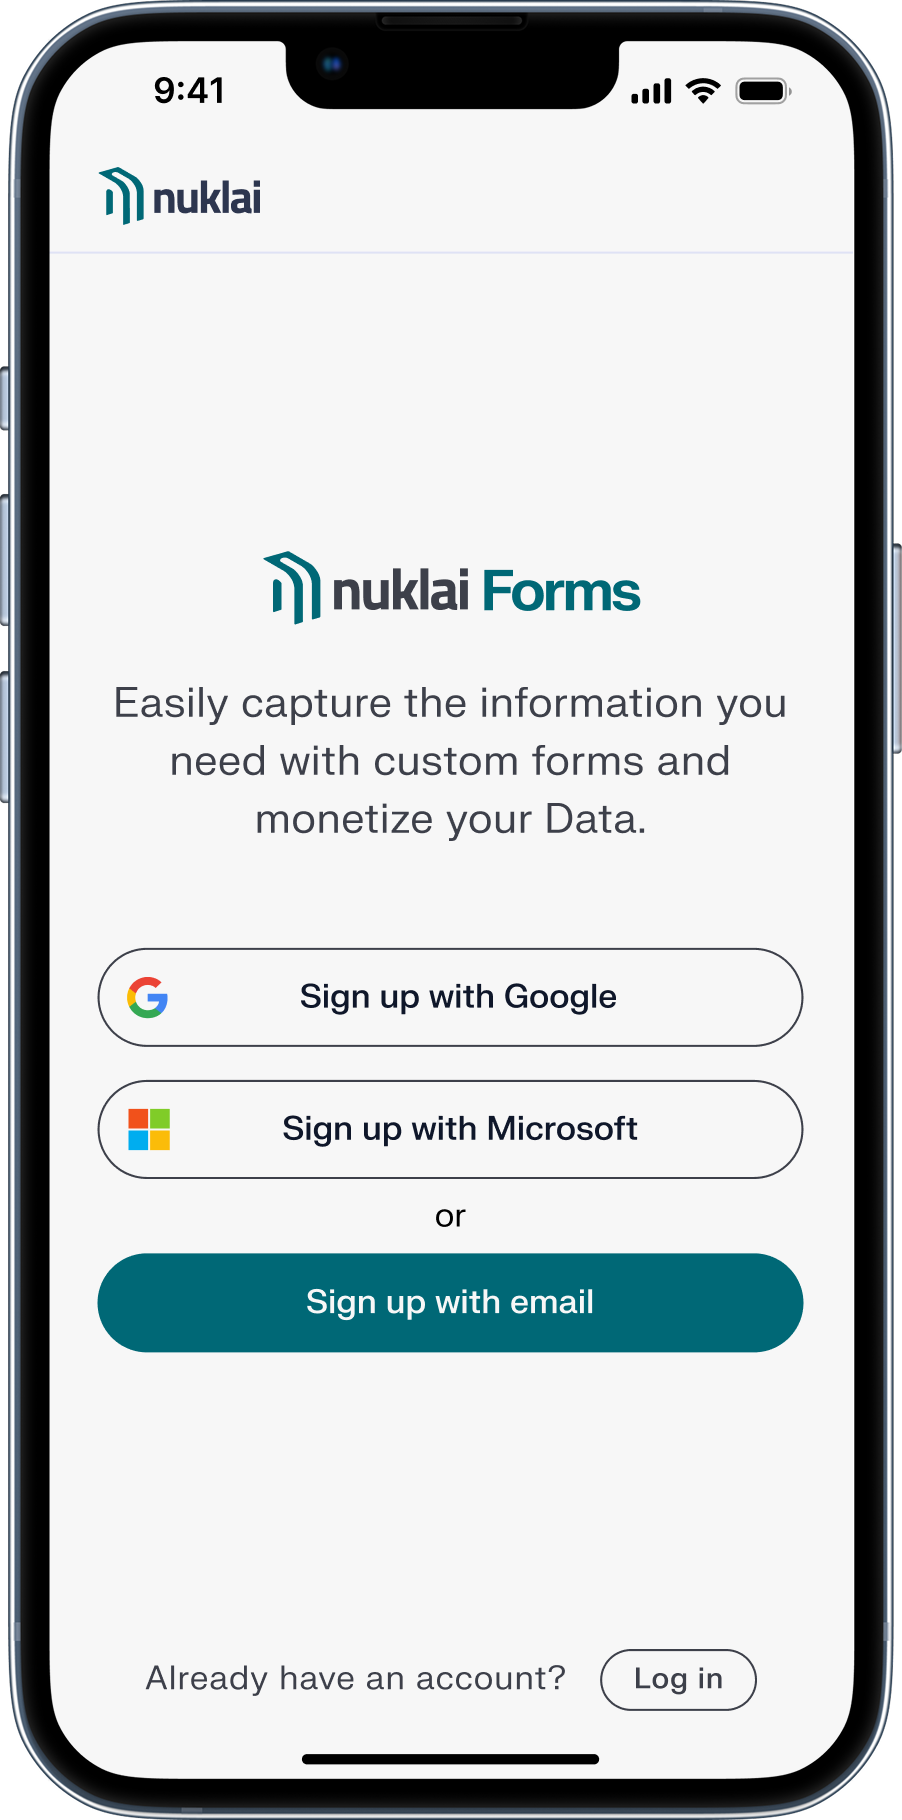 9:41
nuklai
nuklai Forms
Easily capture the information you
need with custom forms and
monetize your Data.
Sign up with Google
Sign up with Microsoft
or
Sign up with email
Already have an account? Log in